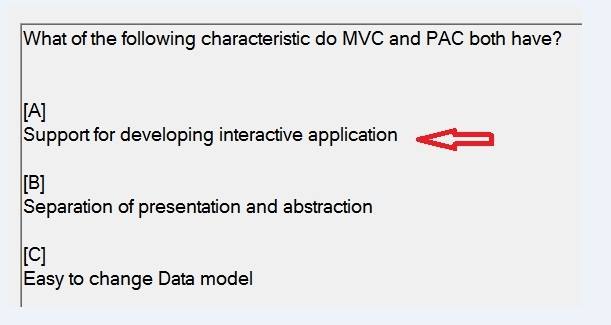 What of the following characteristic do MVC and PAC both have?
[A]
Support for developing interactive application
[B]
Separation of presentation and abstraction
[C]
Easy to change Data model